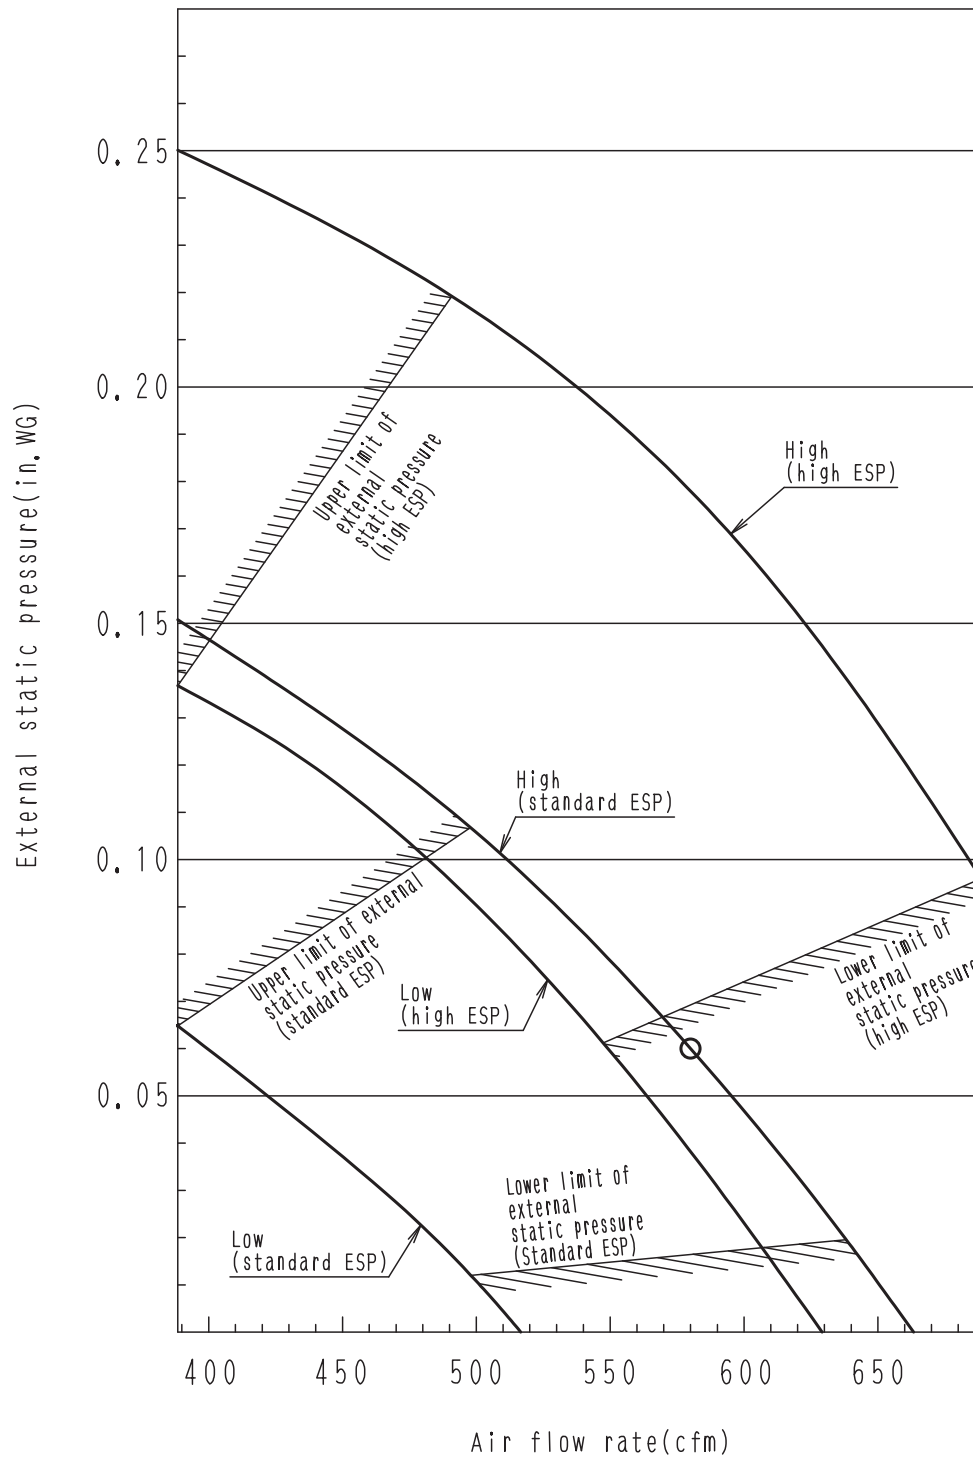 0.25
0.20
0.15
0.10
0.05
External static pressure(in.WG)
Upper limit of
external
static pressure
(high ESP)
High
(high ESP)
High
(standard ESP)
Upper limit of external
static pressure
(standard ESP)
Low
(high ESP)
Lower limit of
external
static pressure
(high ESP)
Lower limit of
external
static pressure
(Standard ESP)
Low
(standard ESP)
400 450 500 550 600 650
Air flow rate(cfm)